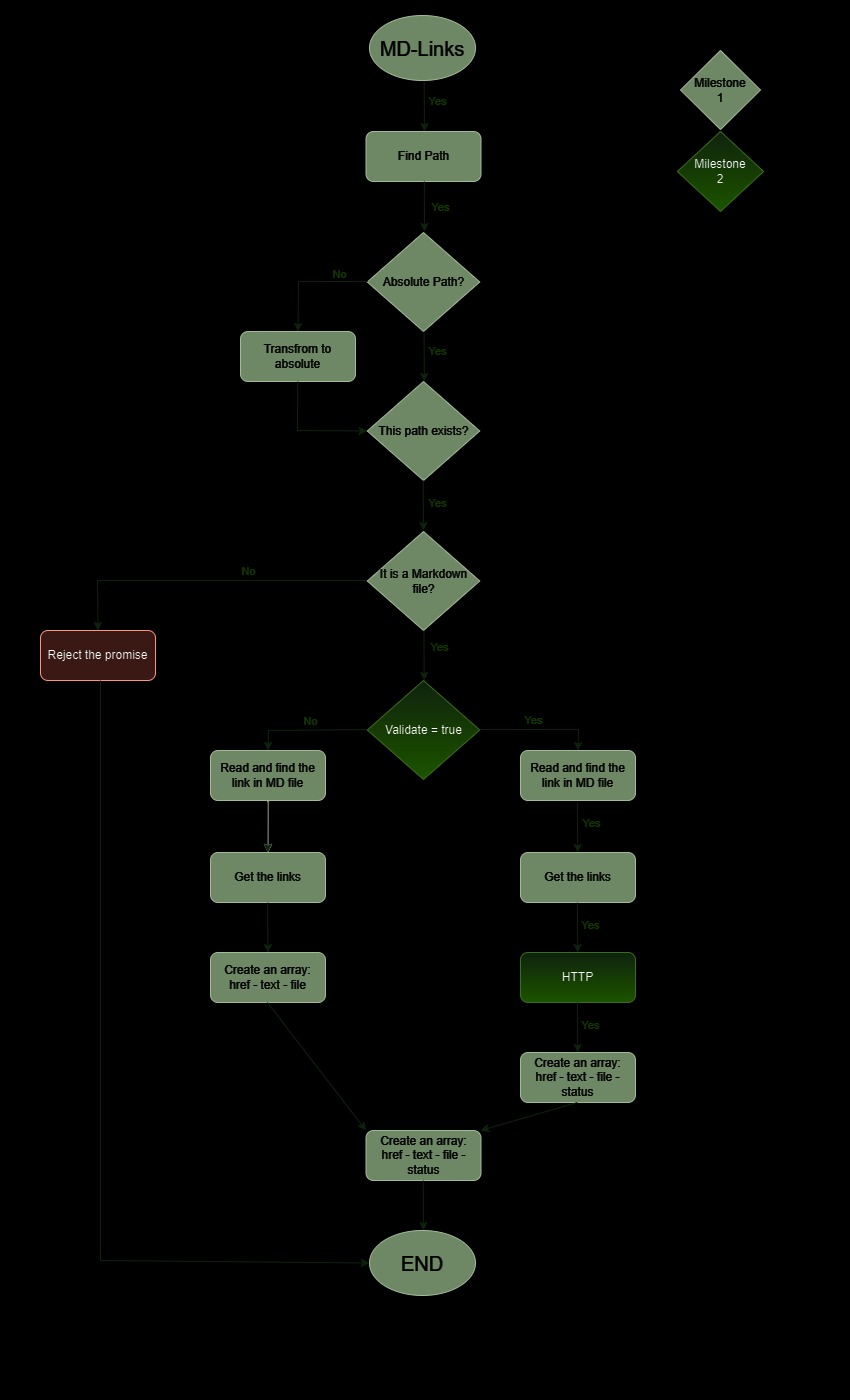 MD-Links
Milestone
1
Yes
Find Path
Milestone
2
Yes
Absolute Path?
No
Transfrom to
absolute
Yes
This path exists?
Yes
It is a Markdown
file?
No
Reject the promise
Yes
Validate = true
No
Yes
Read and find the
link in MD file
Read and find the
link in MD file
Yes
Get the links
Get the links
Yes
Create an array:
href - text - file
HTTP
Yes
Create an array:
href - text - file -
status
Create an array:
href - text - file -
status
END